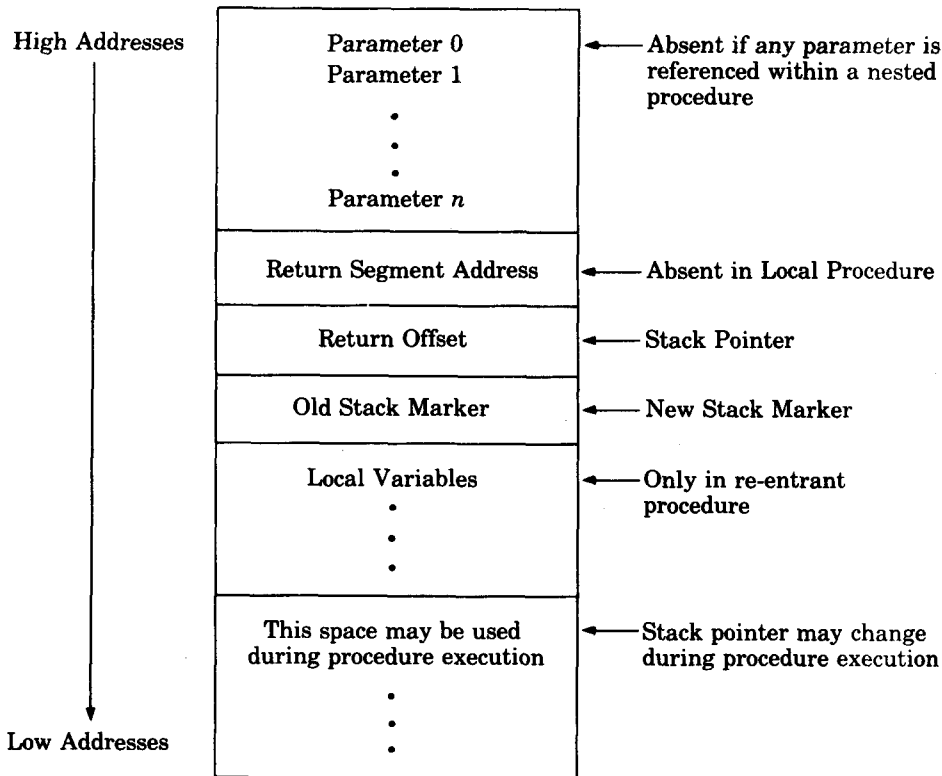 High Addresses
Parameter 0
Absent if any parameter is
referenced within a nested
procedure
Parameter 1
Parameter n
Return Segment Address
Absent in Local Procedure
Return Offset
Stack Pointer
Old Stack Marker
New Stack Marker
Local Variables
Only in re-entrant
procedure
This space may be used
during procedure execution
Stack pointer may change
during procedure execution
Low Addresses